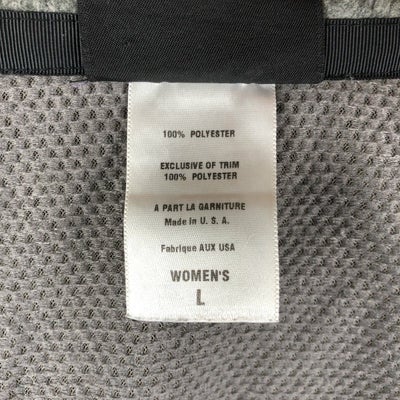 100% POLYESTER
EXCLUSIVE OF TRIM
100% POLYESTER
A PART LA GARNITURE
Made in U. S. A.
Fabrique AUX USA
WOMEN'S
L